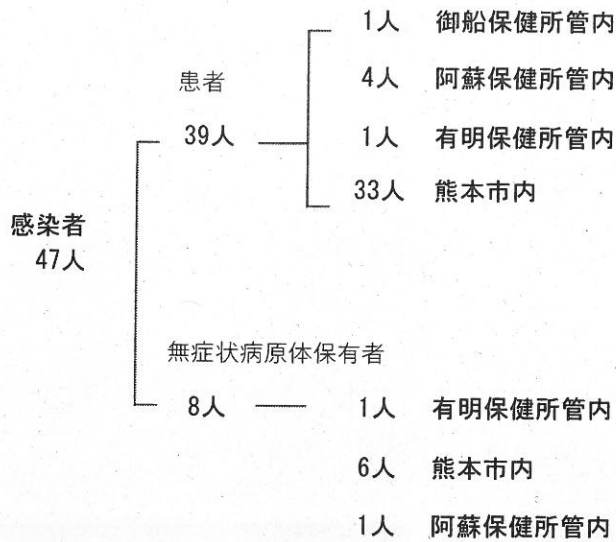 1人 御船保健所管内
患者
4人 阿蘇保健所管内
39人
1人 有明保健所管内
33人 熊本市内
感染者
47人
無症状病原体保有者
8人
1人 有明保健所管内
6人 熊本市内
1人 阿蘇保健所管内